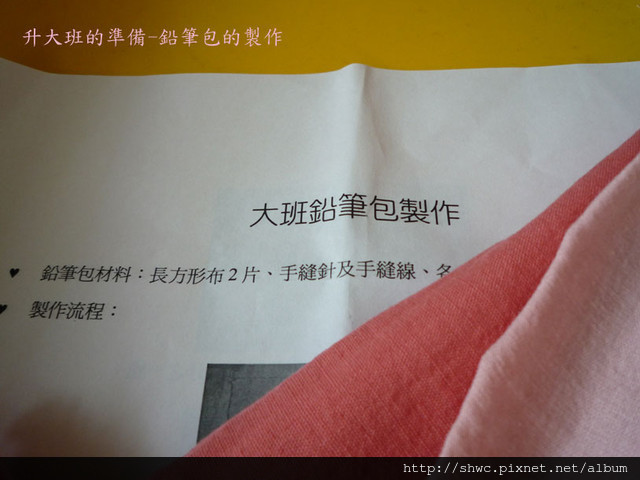 升大班的準備-鉛筆包的製作
大班鉛筆包製作
♥ 鉛筆包材料：長方形布2片、手縫針及手縫線、各
♥ 製作流程：
http://shwc.pixnet.net/album